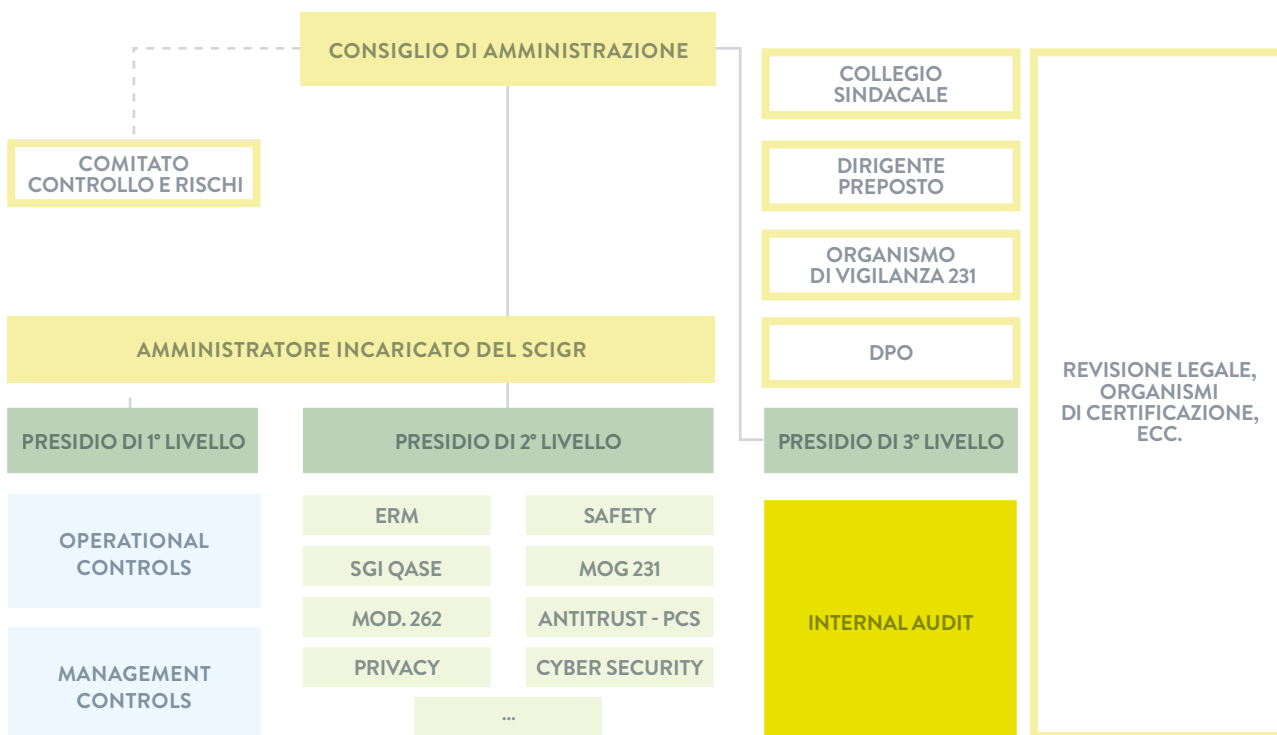 CONSIGLIO DI AMMINISTRAZIONE
COMITATO
CONTROLLO E RISCHI
COLLEGIO
SINDACALE
DIRIGENTE
PREPOSTO
ORGANISMO
DI VIGILANZA 231
DPO
REVISIONE LEGALE,
ORGANISMI
DI CERTIFICAZIONE,
ECC.
AMMINISTRATORE INCARICATO DEL SCIGR
PRESIDIO DI 1° LIVELLO
OPERATIONAL
CONTROLS
MANAGEMENT
CONTROLS
PRESIDIO DI 2° LIVELLO
ERM
SAFETY
SGI QASE
MOG 231
MOD. 262
ANTITRUST - PCS
PRIVACY
CYBER SECURITY
...
PRESIDIO DI 3° LIVELLO
INTERNAL AUDIT